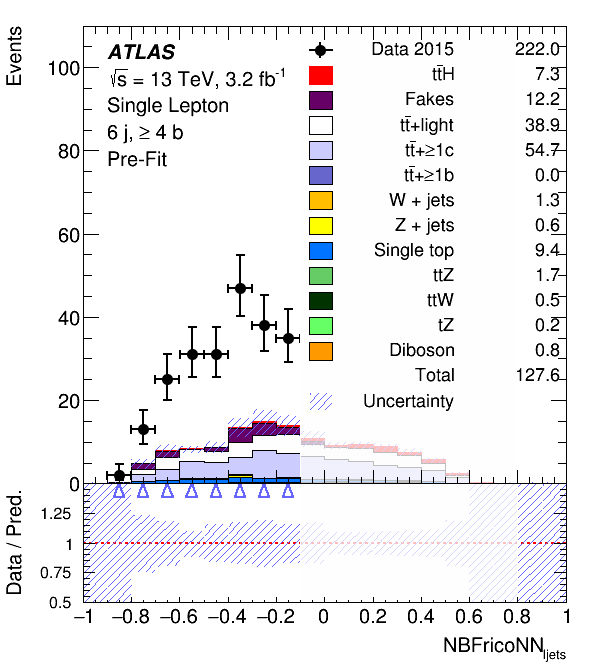 Events
ATLAS
√s = 13 TeV, 3.2 fb⁻¹
Single Lepton
6 j, ≥ 4 b
Pre-Fit
Data 2015 222.0
tt̄H 7.3
Fakes 12.2
tt̄+light 38.9
tt̄+≥1c 54.7
tt̄+≥1b 0.0
W + jets 1.3
Z + jets 0.6
Single top 9.4
ttZ 1.7
ttW 0.5
tZ 0.2
Diboson 0.8
Total 127.6
Uncertainty
100
80
60
40
20
0
Data / Pred.
1.25
1
0.75
0.5
−1 −0.8 −0.6 −0.4 −0.2 0 0.2 0.4 0.6 0.8 1
NBFricoNN_ljets